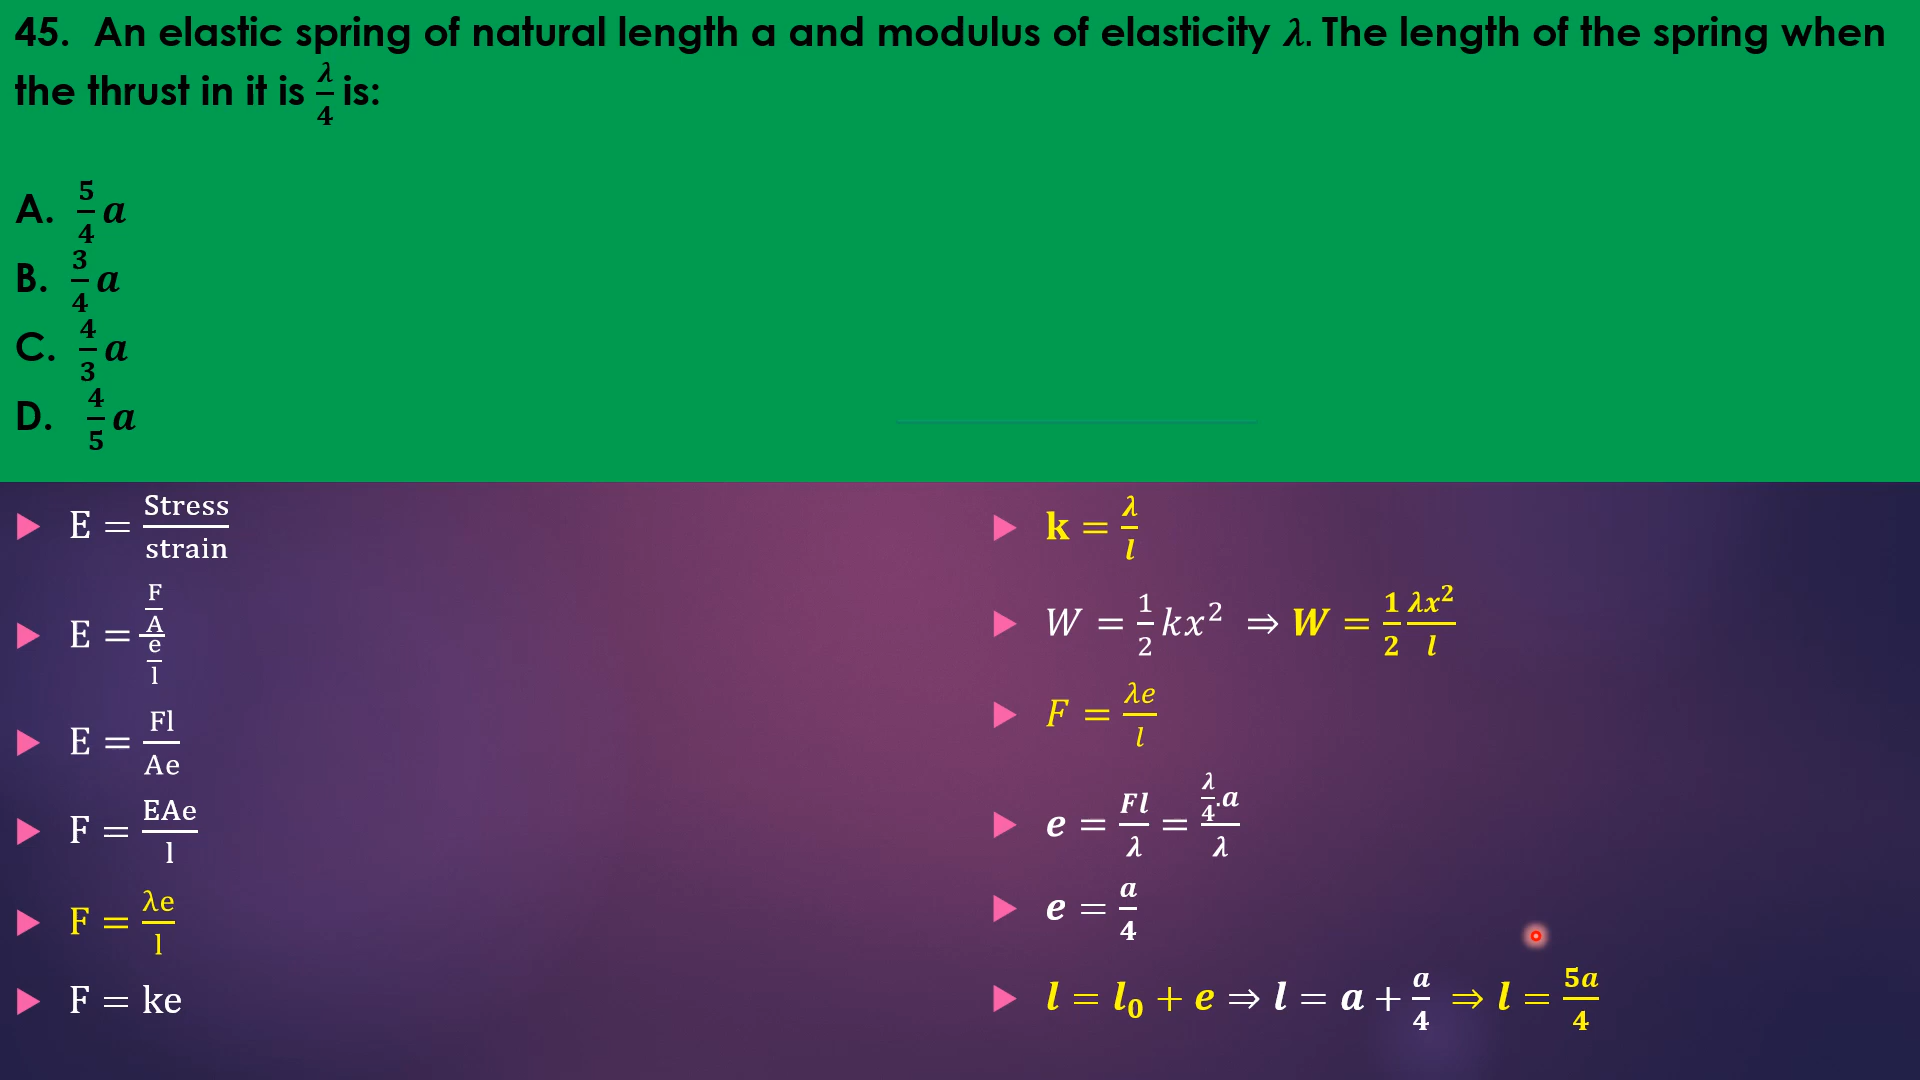 45. An elastic spring of natural length a and modulus of elasticity λ. The length of the spring when
the thrust in it is λ/4 is:
A. 5/4 a
B. 3/4 a
C. 4/3 a
D. 4/5 a
E = Stress/strain
E = (F/A)/(e/l)
E = Fl/Ae
F = EAe/l
F = λe/l
F = ke
k = λ/l
W = 1/2 kx² ⇒ W = 1/2 λx²/l
F = λe/l
e = Fl/λ = (λ/4 .a)/λ
e = a/4
l = l₀ + e ⇒ l = a + a/4 ⇒ l = 5a/4